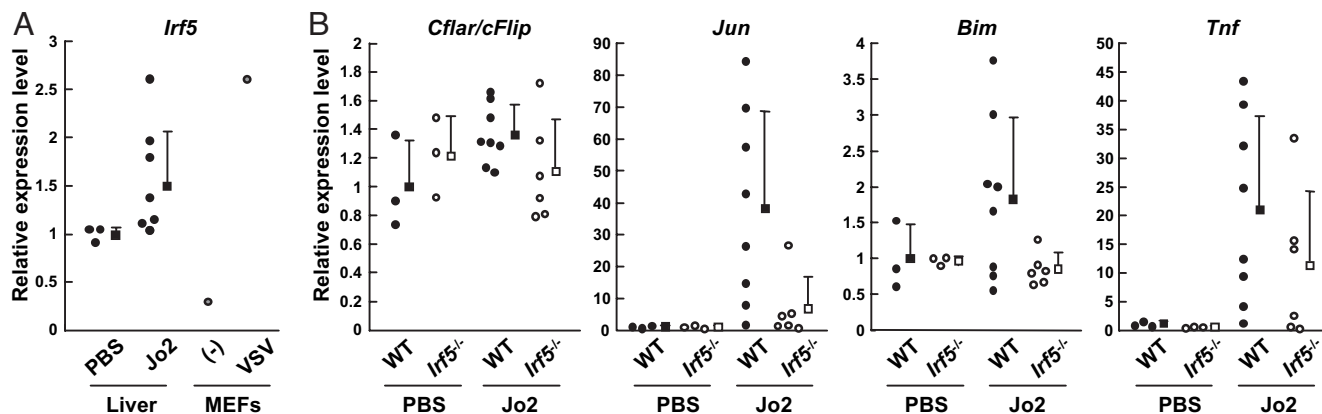 A
Irf5
Relative expression level
3
2.5
2
1.5
1
0.5
0
PBS
Jo2
(-)
VSV
Liver
MEFs
B
Cflar/cFlip
Relative expression level
2
1.8
1.6
1.4
1.2
1
0.8
0.6
0.4
0.2
0
WT
Irf5-/-
WT
Irf5-/-
PBS
Jo2
Jun
90
80
70
60
50
40
30
20
10
0
WT
Irf5-/-
WT
Irf5-/-
PBS
Jo2
Bim
4
3.5
3
2.5
2
1.5
1
0.5
0
WT
Irf5-/-
WT
Irf5-/-
PBS
Jo2
Tnf
50
45
40
35
30
25
20
15
10
5
0
WT
Irf5-/-
WT
Irf5-/-
PBS
Jo2